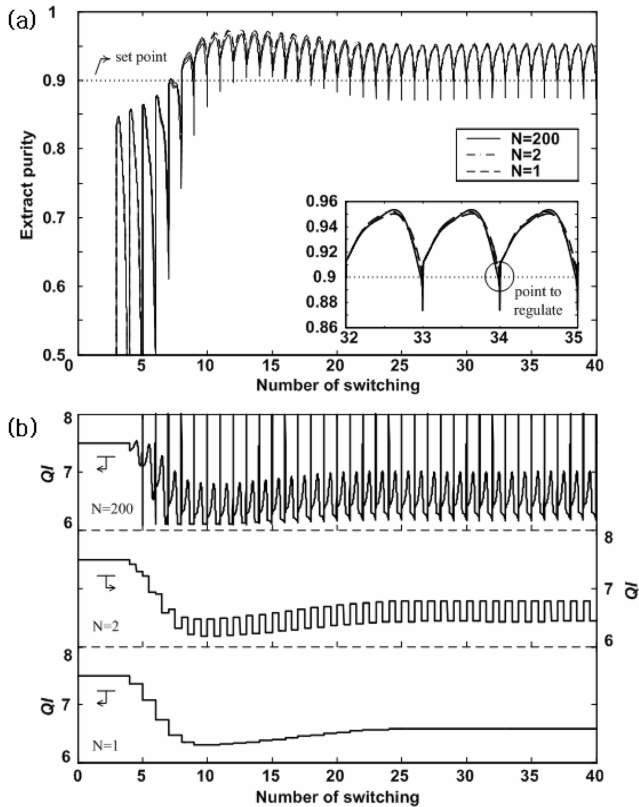 (a)
1
0.9
0.8
0.7
0.6
0.5
Extract purity
set point
N=200
N=2
N=1
0.96
0.94
0.92
0.9
0.88
0.86
32 33 34 35
point to
regulate
0 5 10 15 20 25 30 35 40
Number of switching
(b)
8
7
6
QI
N=200
8
7
6
QI
N=2
8
7
6
QI
N=1
0 5 10 15 20 25 30 35 40
Number of switching